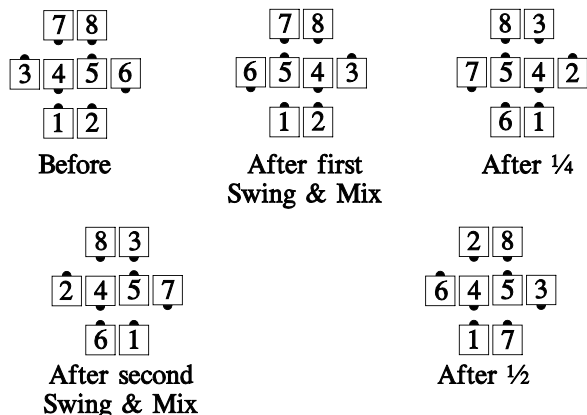 7 8
3 4 5 6
1 2
Before
7 8
6 5 4 3
1 2
After first
Swing & Mix
8 3
7 5 4 2
6 1
After ¼
8 3
2 4 5 7
6 1
After second
Swing & Mix
2 8
6 4 5 3
1 7
After ½